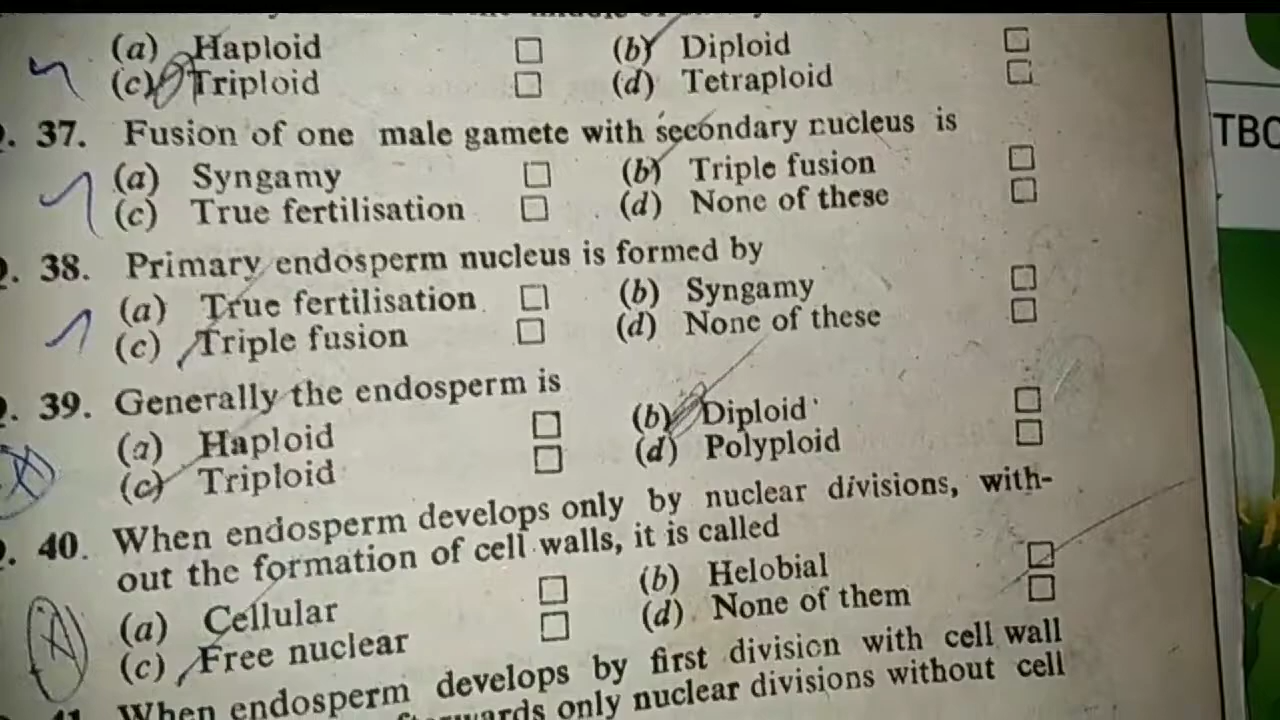 (a) Haploid □ (b) Diploid □
(c) Triploid □ (d) Tetraploid □
37. Fusion of one male gamete with secondary nucleus is
(a) Syngamy □ (b) Triple fusion □
(c) True fertilisation □ (d) None of these □
38. Primary endosperm nucleus is formed by
(a) True fertilisation □ (b) Syngamy □
(c) Triple fusion □ (d) None of these □
39. Generally the endosperm is
(a) Haploid □ (b) Diploid □
(c) Triploid □ (d) Polyploid □
40. When endosperm develops only by nuclear divisions, with-
out the formation of cell walls, it is called
(a) Cellular □ (b) Helobial □
(c) Free nuclear □ (d) None of them □
41. When endosperm develops by first division with cell wall
only nuclear divisions without cell
TBC